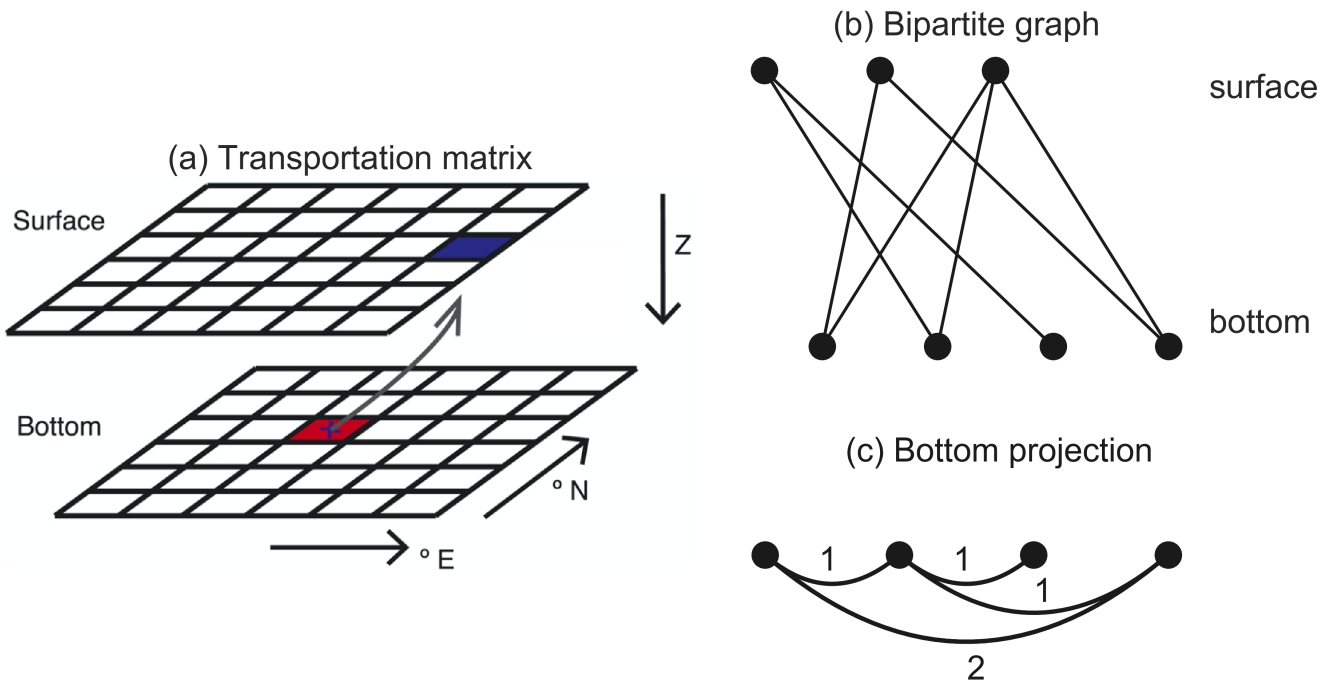 (a) Transportation matrix
Surface
Z
Bottom
º N
º E
(b) Bipartite graph
surface
bottom
(c) Bottom projection
1
1
1
2